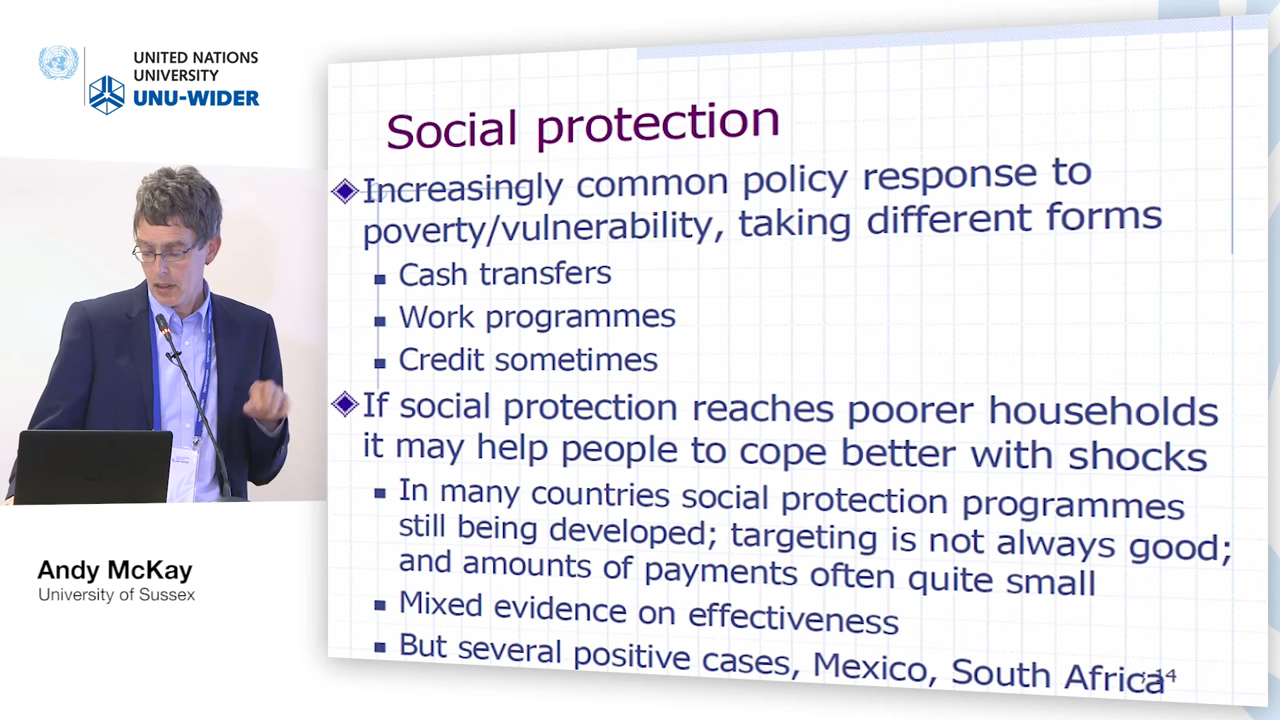 UNITED NATIONS
UNIVERSITY
UNU-WIDER
Social protection
Increasingly common policy response to
poverty/vulnerability, taking different forms
Cash transfers
Work programmes
Credit sometimes
If social protection reaches poorer households
it may help people to cope better with shocks
In many countries social protection programmes
still being developed; targeting is not always good;
and amounts of payments often quite small
Mixed evidence on effectiveness
But several positive cases, Mexico, South Africa
14
Andy McKay
University of Sussex